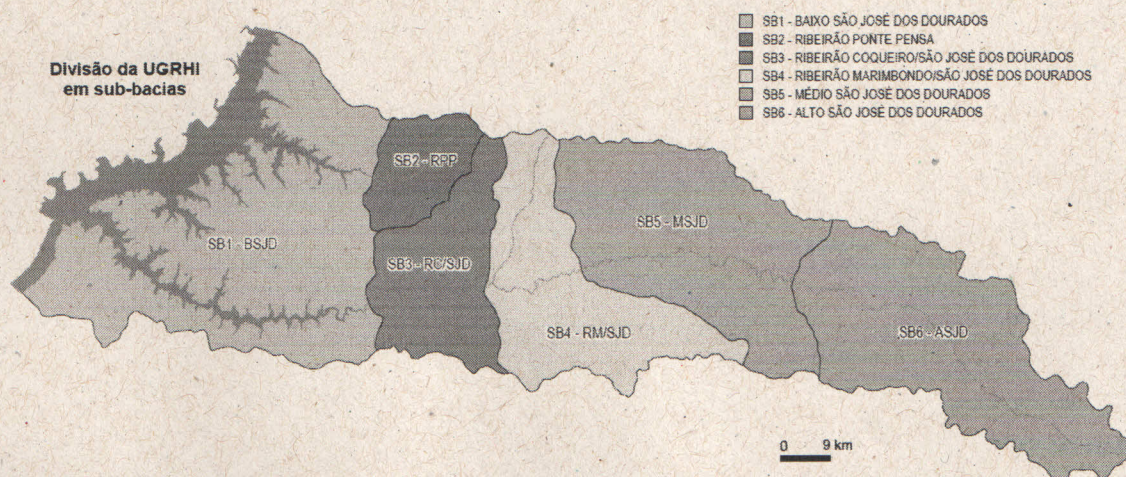 Divisão da UGRHI
em sub-bacias
SB1 - BAIXO SÃO JOSÉ DOS DOURADOS
SB2 - RIBEIRÃO PONTE PENSA
SB3 - RIBEIRÃO COQUEIRO/SÃO JOSÉ DOS DOURADOS
SB4 - RIBEIRÃO MARIMBONDO/SÃO JOSÉ DOS DOURADOS
SB5 - MÉDIO SÃO JOSÉ DOS DOURADOS
SB6 - ALTO SÃO JOSÉ DOS DOURADOS
SB2 - RPP
SB5 - MSJD
SB1 - BSJD
SB3 - RC/SJD
SB4 - RM/SJD
SB6 - ASJD
0 9 km